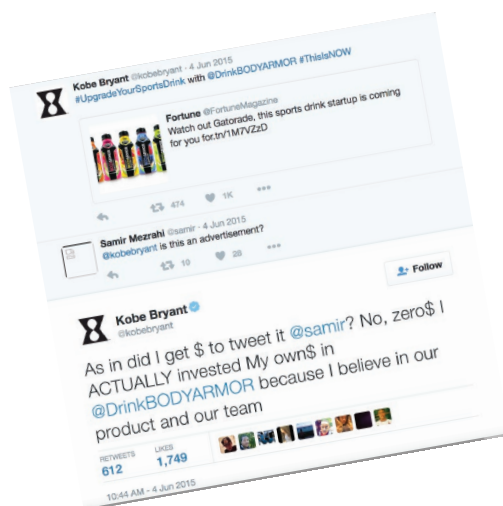 Kobe Bryant @kobebryant · 4 Jun 2015
#UpgradeYourSportsDrink with @DrinkBODYARMOR #ThisIsNOW
Fortune @FortuneMagazine
Watch out Gatorade, this sports drink startup is coming
for you for.tn/1M7VZzD
474 1K
Samir Mezrahi @samir · 4 Jun 2015
@kobebryant is this an advertisement?
10 26
Follow
Kobe Bryant
@kobebryant
As in did I get $ to tweet it @samir? No, zero$ I
ACTUALLY invested My own$ in
@DrinkBODYARMOR because I believe in our
product and our team
RETWEETS LIKES
612 1,749
10:44 AM - 4 Jun 2015